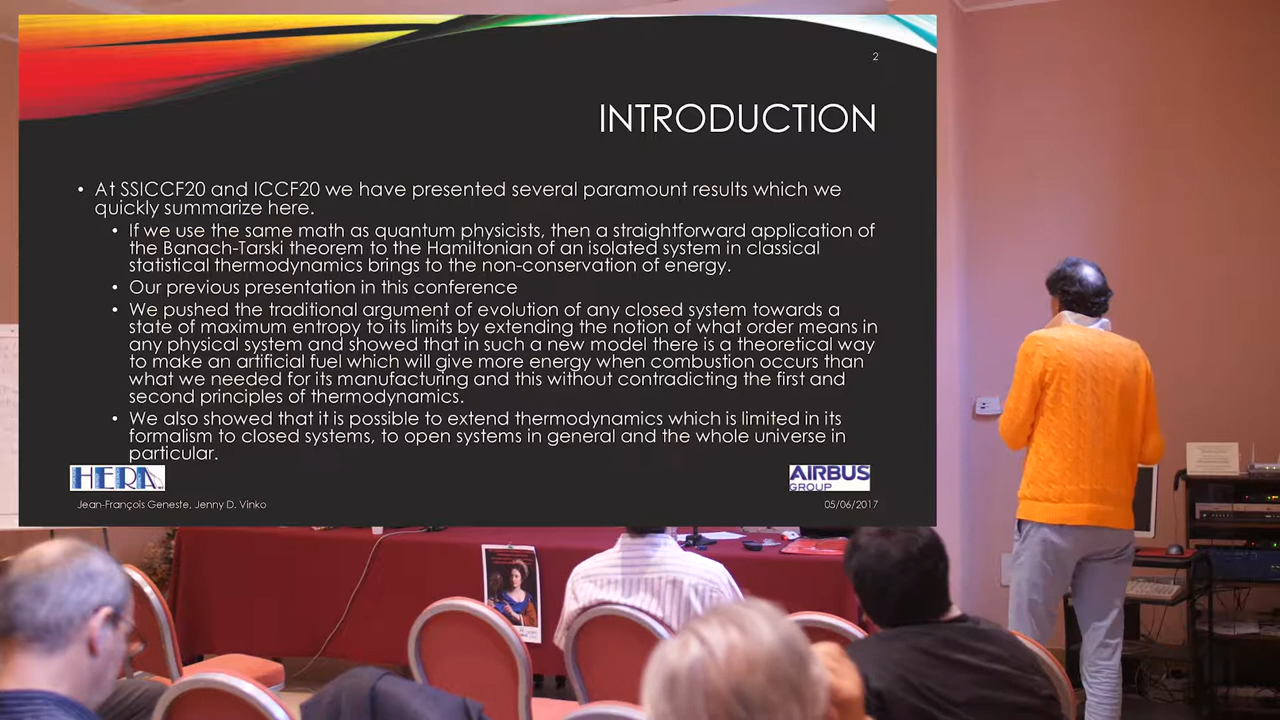 2
INTRODUCTION
• At SSICCF20 and ICCF20 we have presented several paramount results which we
quickly summarize here.
• If we use the same math as quantum physicists, then a straightforward application of
the Banach-Tarski theorem to the Hamiltonian of an isolated system in classical
statistical thermodynamics brings to the non-conservation of energy.
• Our previous presentation in this conference
• We pushed the traditional argument of evolution of any closed system towards a
state of maximum entropy to its limits by extending the notion of what order means in
any physical system and showed that in such a new model there is a theoretical way
to make an artificial fuel which will give more energy when combustion occurs than
what we needed for its manufacturing and this without contradicting the first and
second principles of thermodynamics.
• We also showed that it is possible to extend thermodynamics which is limited in its
formalism to closed systems, to open systems in general and the whole universe in
particular.
HERA
AIRBUS
GROUP
Jean-François Geneste, Jenny D. Vinko
05/06/2017